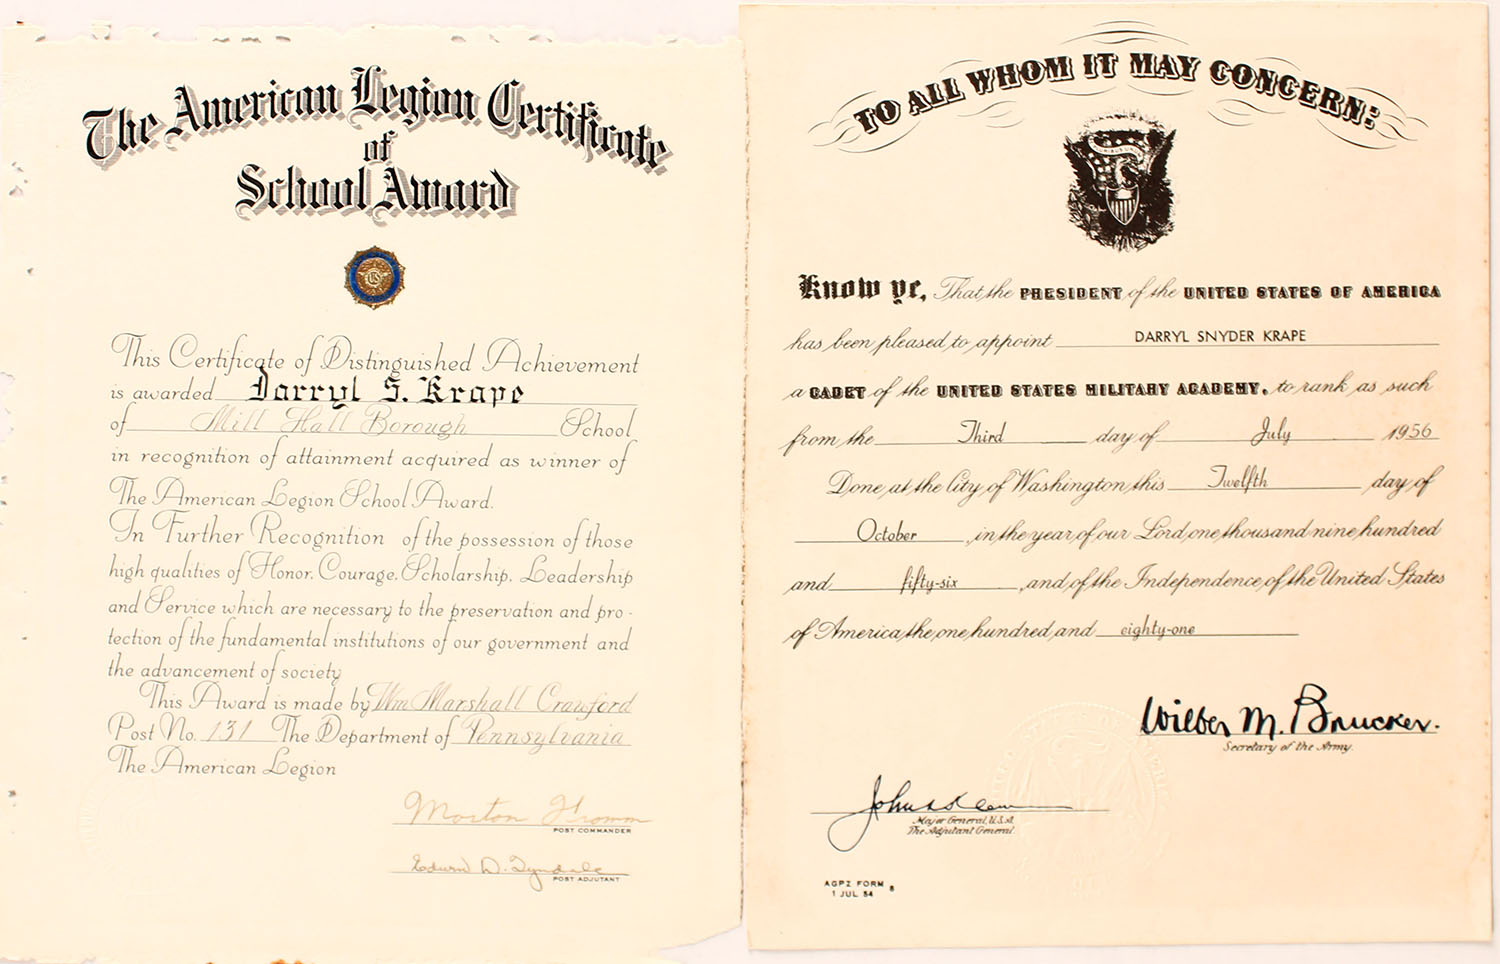 The American Legion Certificate
of
School Award
This Certificate of Distinguished Achievement
is awarded Darryl S. Krape
of Mill Hall Borough School
in recognition of attainment acquired as winner of
The American Legion School Award.
In Further Recognition of the possession of those
high qualities of Honor, Courage, Scholarship, Leadership
and Service which are necessary to the preservation and pro-
tection of the fundamental institutions of our government and
the advancement of society
This Award is made by Wm Marshall Crawford
Post No. 131 The Department of Pennsylvania
The American Legion
Morton Fromm
POST COMMANDER
Edwin D. Tyndale
POST ADJUTANT
TO ALL WHOM IT MAY CONCERN:
Know ye, That the PRESIDENT of the UNITED STATES OF AMERICA
has been pleased to appoint DARRYL SNYDER KRAPE
a CADET of the UNITED STATES MILITARY ACADEMY, to rank as such
from the Third day of July 1956
Done at the City of Washington, this Twelfth day of
October, in the year of our Lord, one thousand nine hundred
and fifty-six, and of the Independence of the United States
of America, the one hundred and eighty-one
Wilber M. Brucker.
Secretary of the Army.
John A Klein
Major General, U.S.A.
The Adjutant General.
AGPZ FORM 8
1 JUL 54